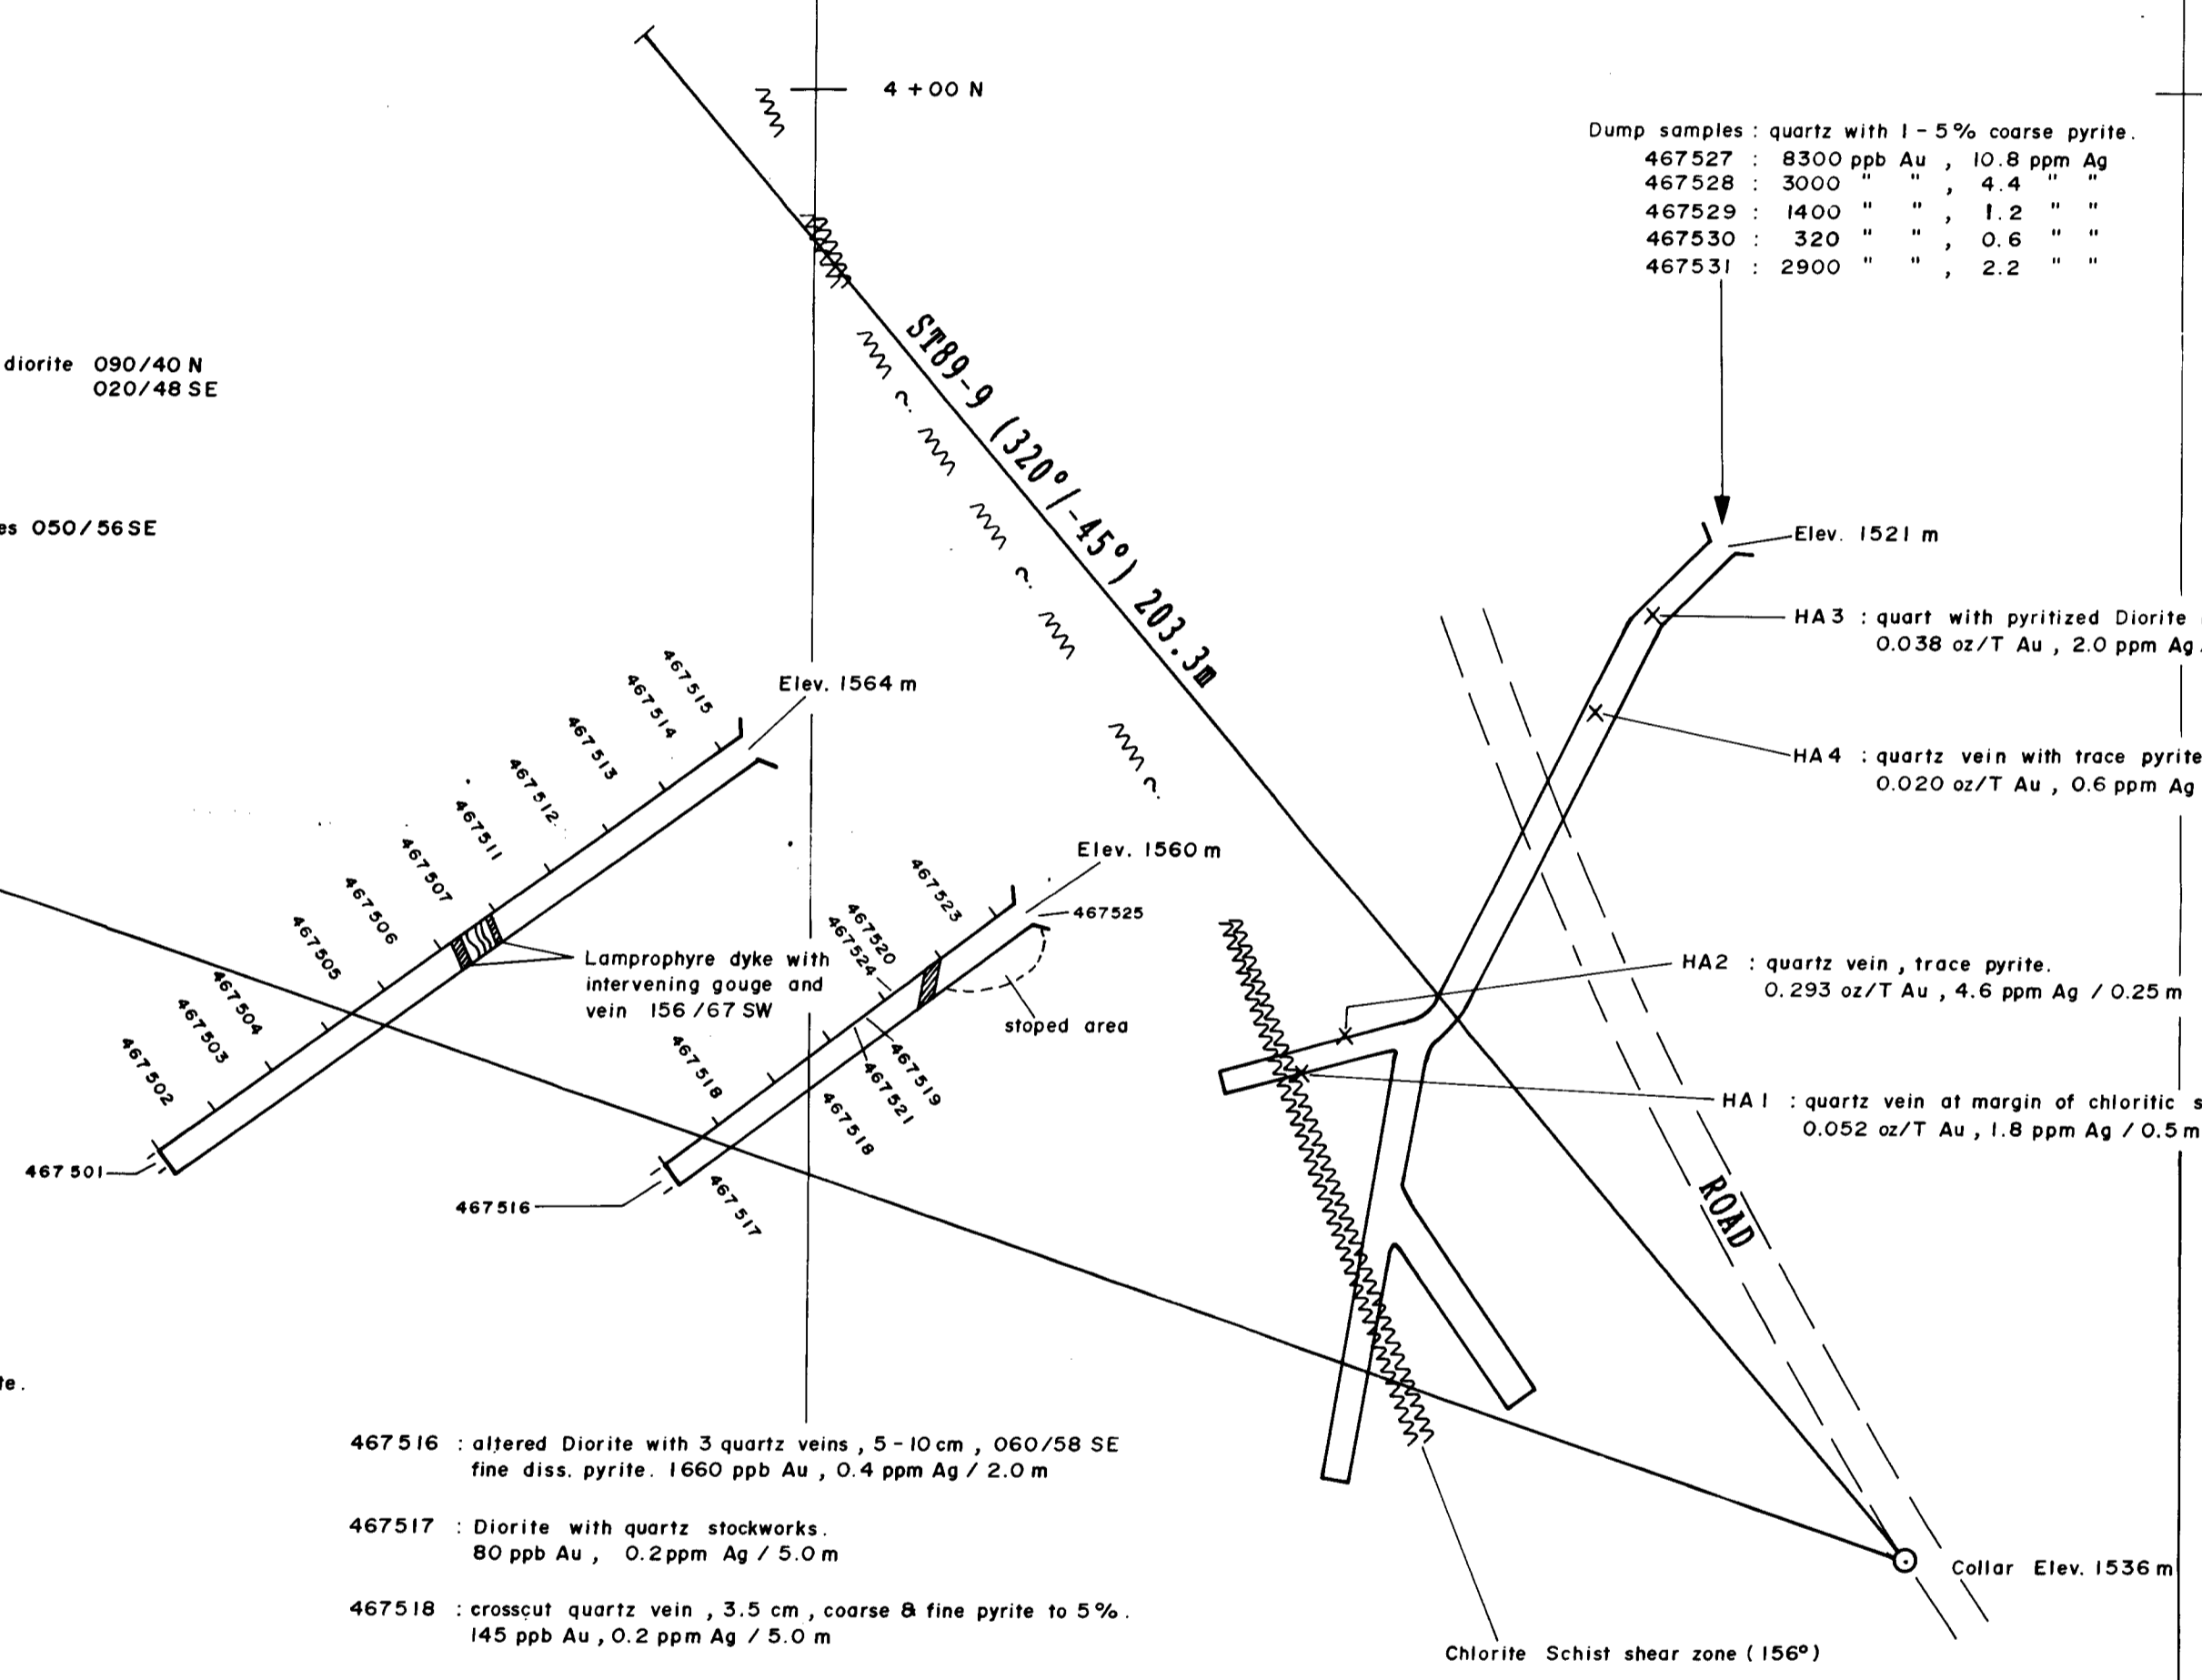 4 + 00 N
Dump samples : quartz with 1 - 5% coarse pyrite.
467527 : 8300 ppb Au , 10.8 ppm Ag
467528 : 3000 " " , 4.4 " "
467529 : 1400 " " , 1.2 " "
467530 : 320 " " , 0.6 " "
467531 : 2900 " " , 2.2 " "
diorite 090/40 N
020/48 SE
ST89-9 (320°/-45°) 203.3m
?
es 050/56 SE
Elev. 1521 m
?
HA3 : quart with pyritized Diorite
0.038 oz/T Au , 2.0 ppm Ag
467515
467514
467513
467512
467511
467507
467506
467505
467504
467503
467502
467501
Elev. 1564 m
HA4 : quartz vein with trace pyrite
0.020 oz/T Au , 0.6 ppm Ag
?
Elev. 1560 m
467523
467525
467520
467524
Lamprophyre dyke with
intervening gouge and
vein 156/67 SW
stoped area
HA2 : quartz vein , trace pyrite.
0.293 oz/T Au , 4.6 ppm Ag / 0.25 m
467518
467519
467521
467518
467517
467516
HA1 : quartz vein at margin of chloritic s
0.052 oz/T Au , 1.8 ppm Ag / 0.5 m
ROAD
te.
467516 : altered Diorite with 3 quartz veins , 5 - 10 cm , 060/58 SE
fine diss. pyrite. 1660 ppb Au , 0.4 ppm Ag / 2.0 m
467517 : Diorite with quartz stockworks.
80 ppb Au , 0.2 ppm Ag / 5.0 m
467518 : crosscut quartz vein , 3.5 cm , coarse & fine pyrite to 5%.
145 ppb Au , 0.2 ppm Ag / 5.0 m
Collar Elev. 1536 m
Chlorite Schist shear zone (156°)